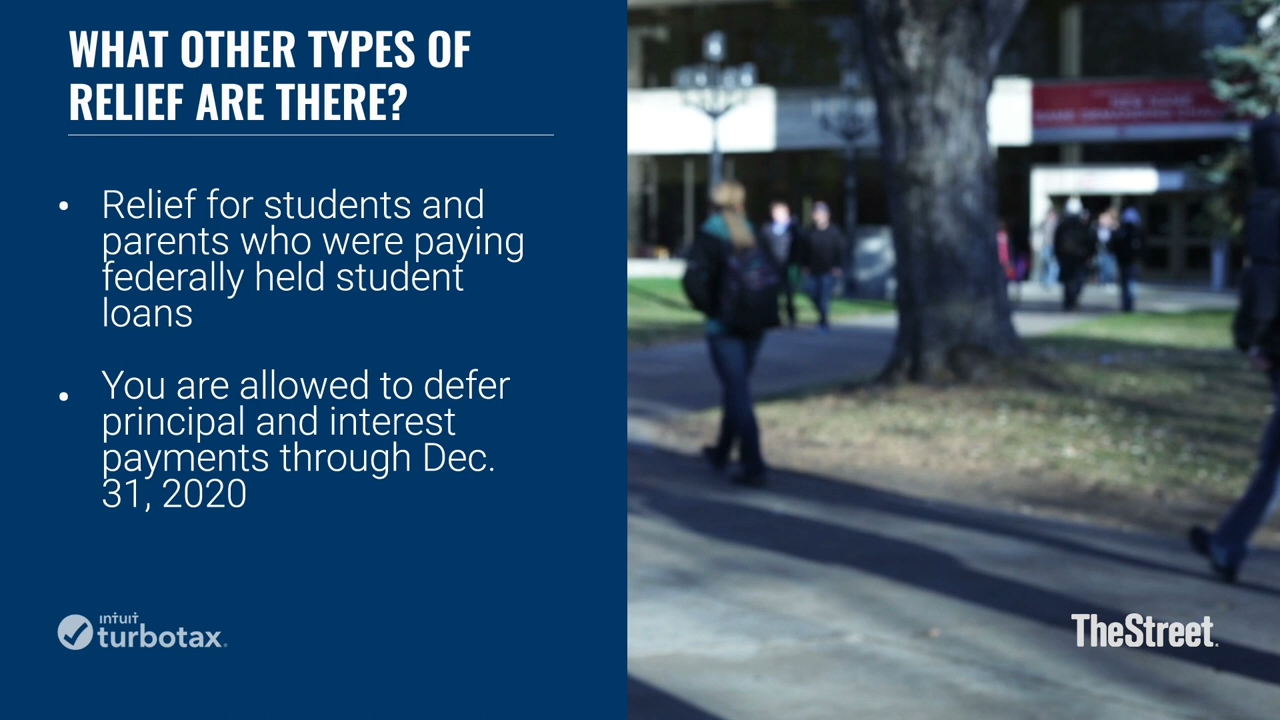 WHAT OTHER TYPES OF
RELIEF ARE THERE?
• Relief for students and
parents who were paying
federally held student
loans
• You are allowed to defer
principal and interest
payments through Dec.
31, 2020
intuit
turbotax.
TheStreet.